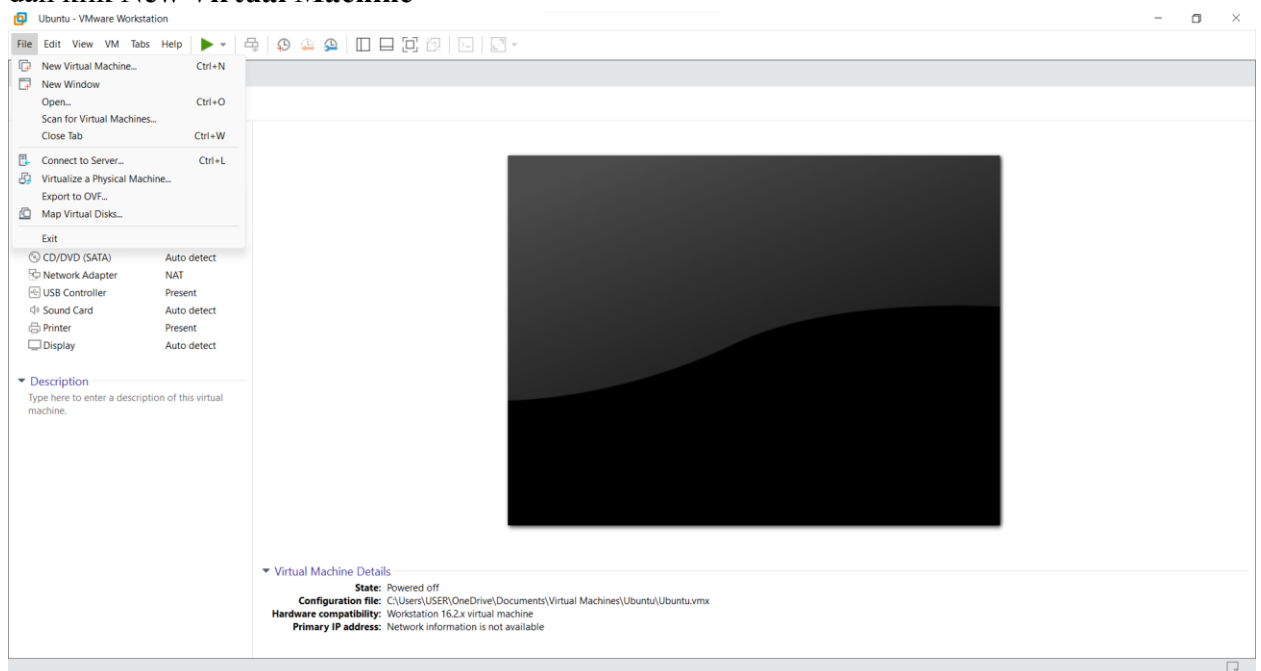 dan klik New Virtual Machine
Ubuntu - VMware Workstation
File Edit View VM Tabs Help
New Virtual Machine... Ctrl+N
New Window
Open... Ctrl+O
Scan for Virtual Machines...
Close Tab Ctrl+W
Connect to Server... Ctrl+L
Virtualize a Physical Machine...
Export to OVF...
Map Virtual Disks...
Exit
CD/DVD (SATA) Auto detect
Network Adapter NAT
USB Controller Present
Sound Card Auto detect
Printer Present
Display Auto detect
Description
Type here to enter a description of this virtual
machine.
Virtual Machine Details
State: Powered off
Configuration file: C:\Users\USER\OneDrive\Documents\Virtual Machines\Ubuntu\Ubuntu.vmx
Hardware compatibility: Workstation 16.2.x virtual machine
Primary IP address: Network information is not available